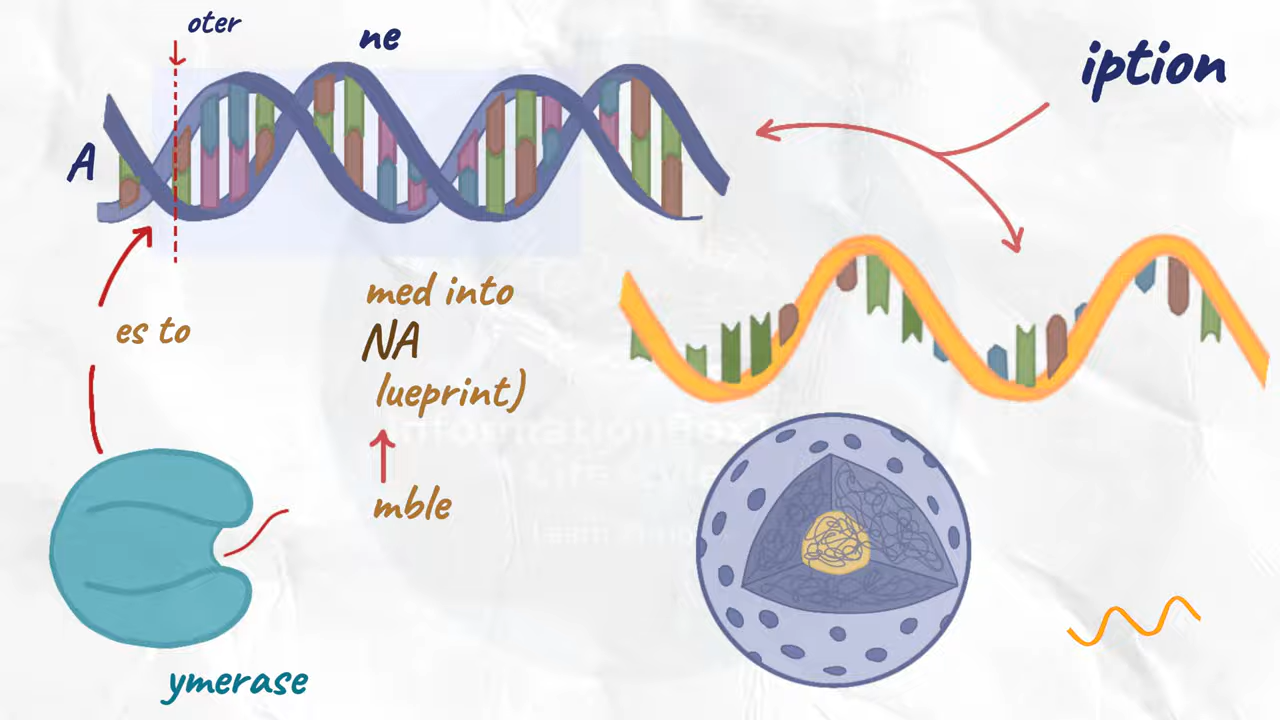 oter
ne
iption
A
med into
NA
es to
lueprint)
mble
ymerase